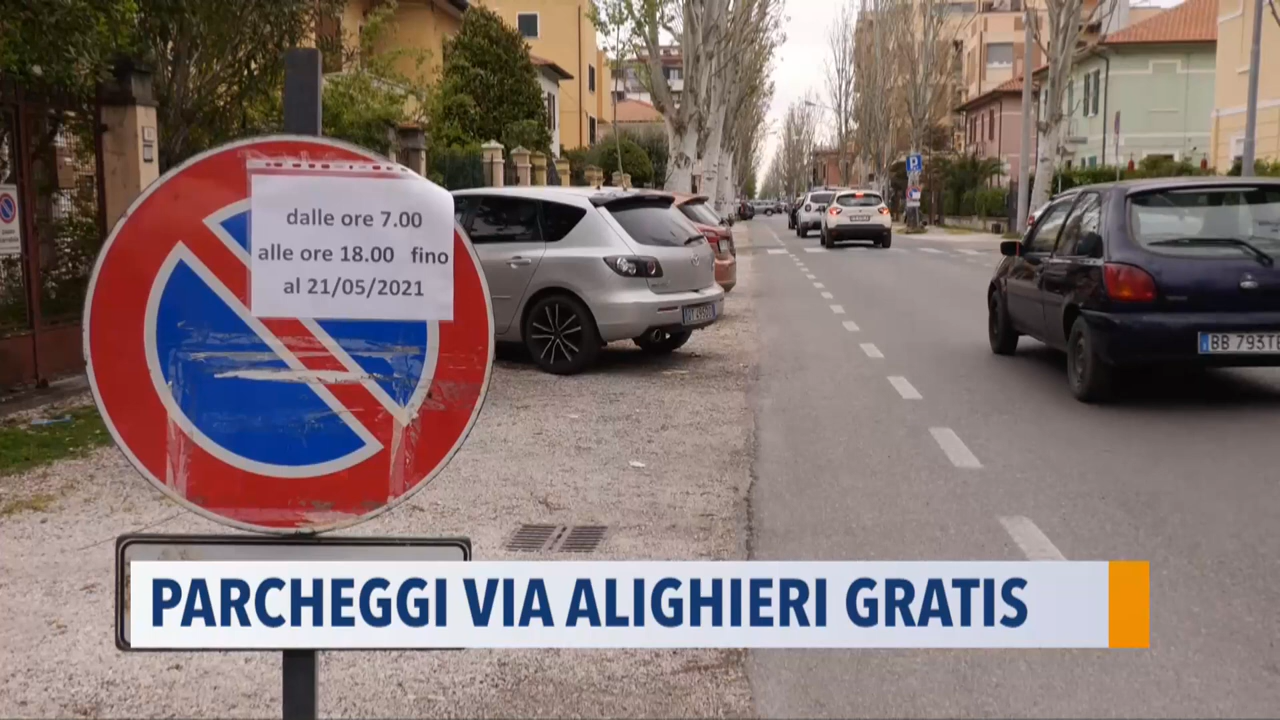 dalle ore 7.00
alle ore 18.00 fino
al 21/05/2021
P
BB 793TE
PARCHEGGI VIA ALIGHIERI GRATIS